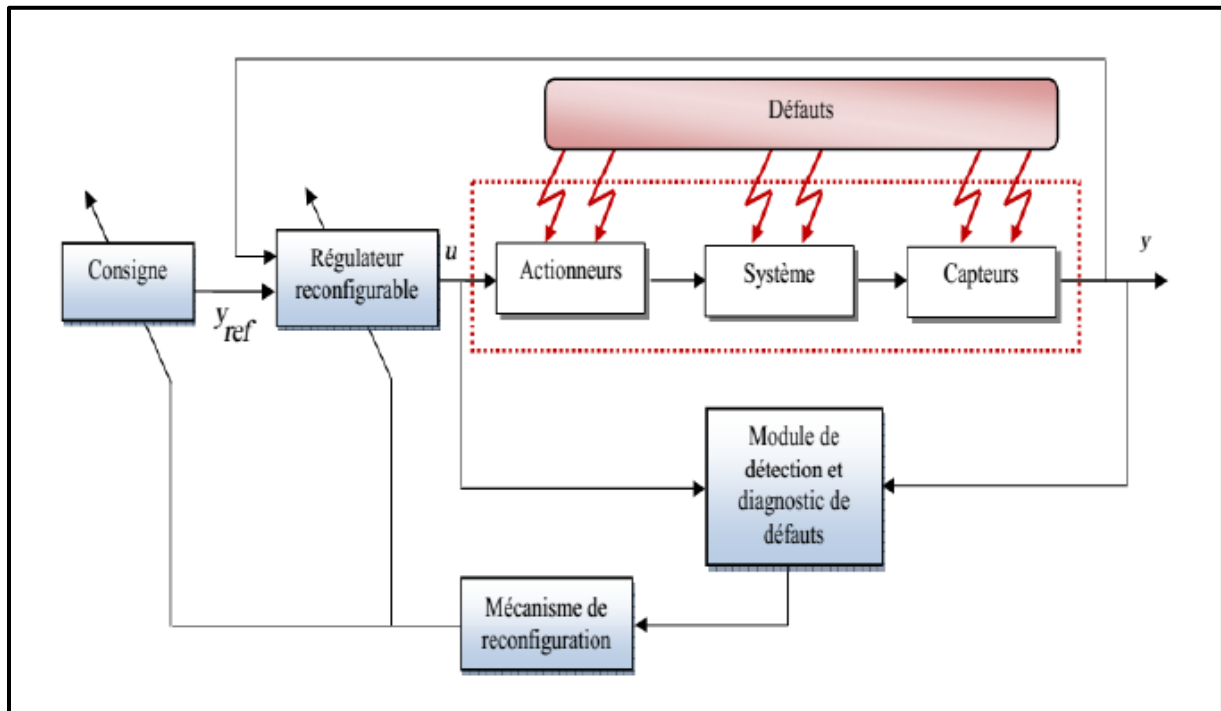 Défauts
Consigne
y
ref
Régulateur
reconfigurable
u
Actionneurs
Système
Capteurs
y
Module de
détection et
diagnostic de
défauts
Mécanisme de
reconfiguration